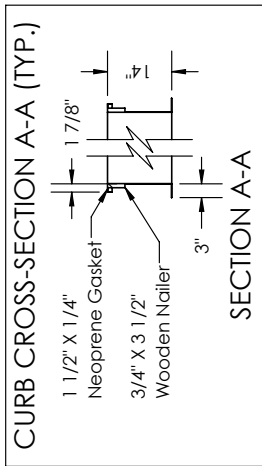 CURB CROSS-SECTION A-A (TYP.)
1 1/2" X 1/4"
Neoprene Gasket
1 7/8"
3/4" X 3 1/2"
Wooden Nailer
14"
3"
SECTION A-A